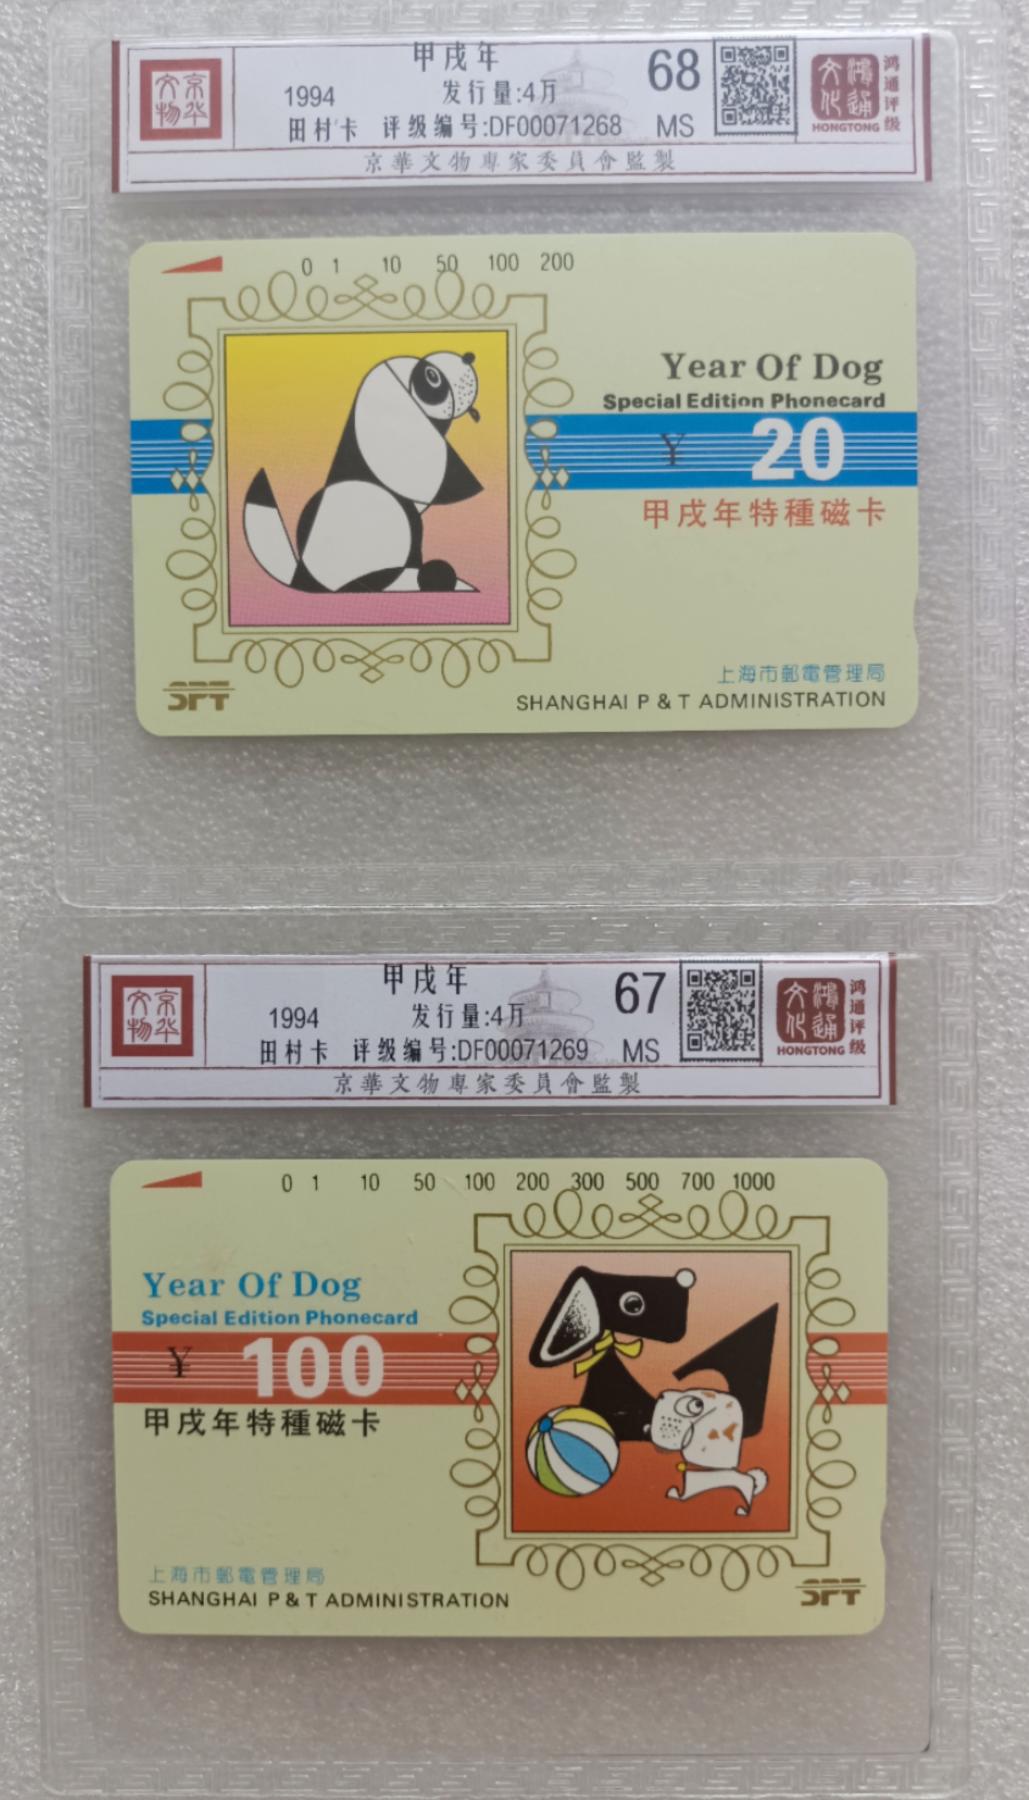 甲戌年
1994
发行量:4万
田村卡 评级编号:DF00071268
68
MS
京华文物
鸿通文化
HONGTONG
鸿通评级
京華文物專家委員會監製
0 1 10 50 100 200
Year Of Dog
Special Edition Phonecard
¥ 20
甲戌年特種磁卡
上海市郵電管理局
SHANGHAI P & T ADMINISTRATION
SPT
甲戌年
1994
发行量:4万
田村卡 评级编号:DF00071269
67
MS
京华文物
鸿通文化
HONGTONG
鸿通评级
京華文物專家委員會監製
0 1 10 50 100 200 300 500 700 1000
Year Of Dog
Special Edition Phonecard
¥ 100
甲戌年特種磁卡
上海市郵電管理局
SHANGHAI P & T ADMINISTRATION
SPT